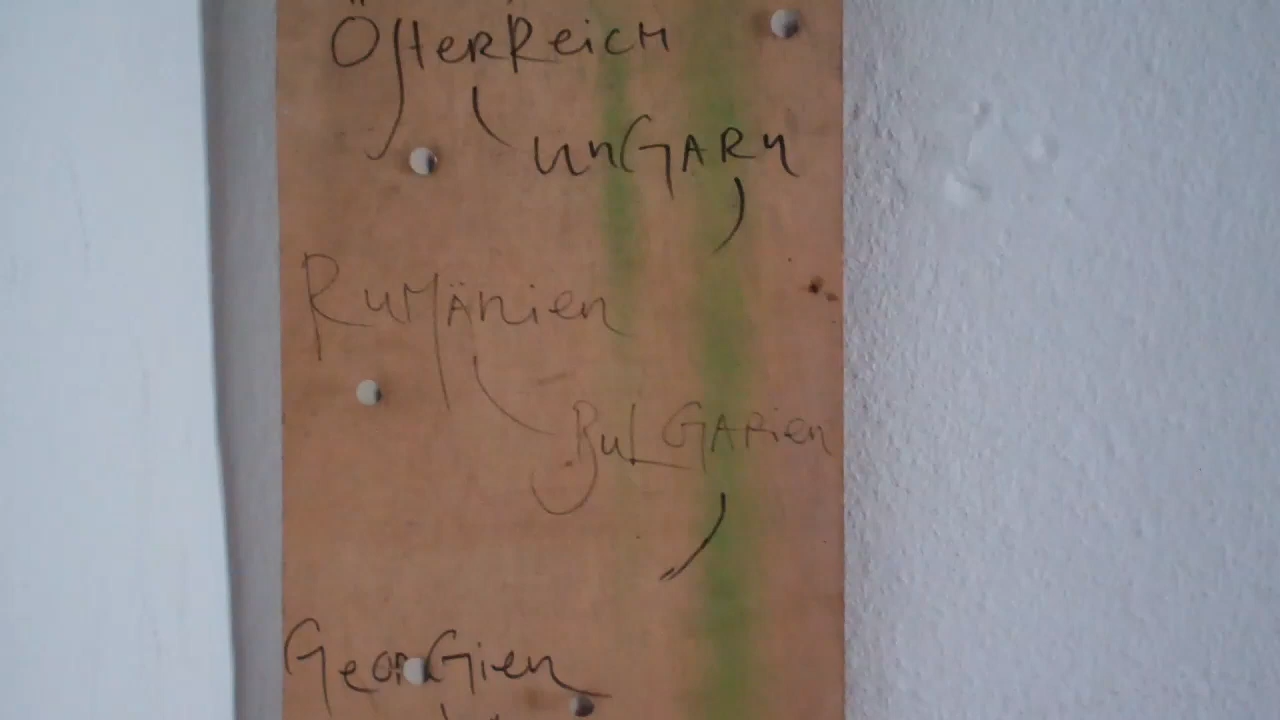 Österreich
Ungarn
Rumänien
Bulgarien
Georgien